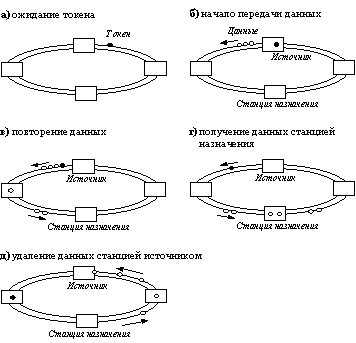 а) ожидание токена
Токен
б) начало передачи данных
Данные
Источник
Станция назначения
в) повторение данных
Источник
Станция назначения
г) получение данных станцией
назначения
Источник
Станция назначения
д) удаление данных станцией источником
Источник
Станция назначения